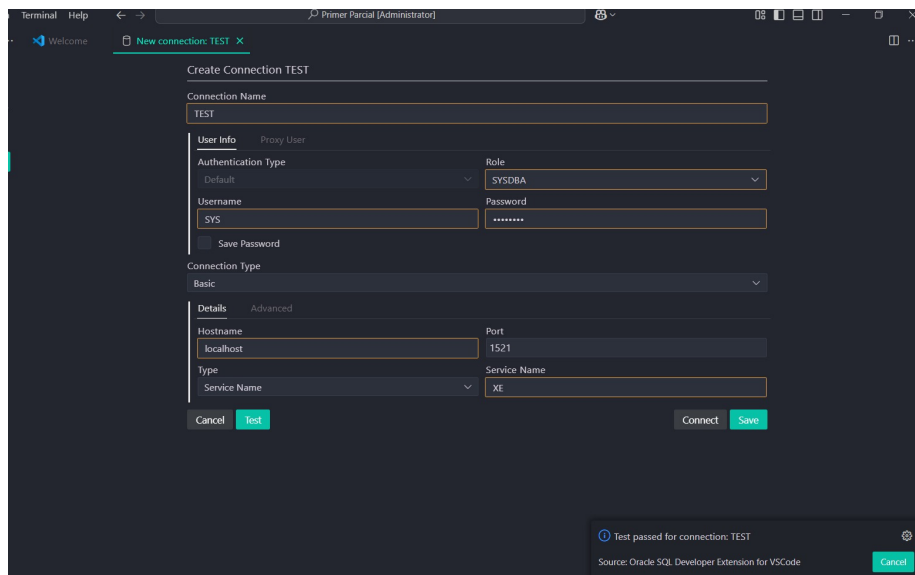 Terminal Help Primer Parcial [Administrator]
Welcome New connection: TEST
Create Connection TEST
Connection Name
TEST
User Info Proxy User
Authentication Type Role
Default SYSDBA
Username Password
SYS ••••••••
Save Password
Connection Type
Basic
Details Advanced
Hostname Port
localhost 1521
Type Service Name
Service Name XE
Cancel Test Connect Save
Test passed for connection: TEST
Source: Oracle SQL Developer Extension for VSCode Cancel